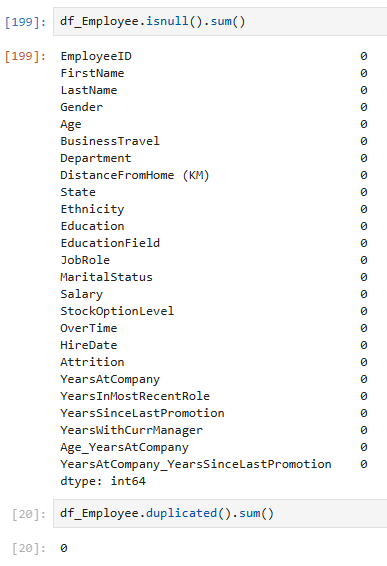 [199]: df_Employee.isnull().sum()
[199]: EmployeeID 0
FirstName 0
LastName 0
Gender 0
Age 0
BusinessTravel 0
Department 0
DistanceFromHome (KM) 0
State 0
Ethnicity 0
Education 0
EducationField 0
JobRole 0
MaritalStatus 0
Salary 0
StockOptionLevel 0
OverTime 0
HireDate 0
Attrition 0
YearsAtCompany 0
YearsInMostRecentRole 0
YearsSinceLastPromotion 0
YearsWithCurrManager 0
Age_YearsAtCompany 0
YearsAtCompany_YearsSinceLastPromotion 0
dtype: int64
[20]: df_Employee.duplicated().sum()
[20]: 0